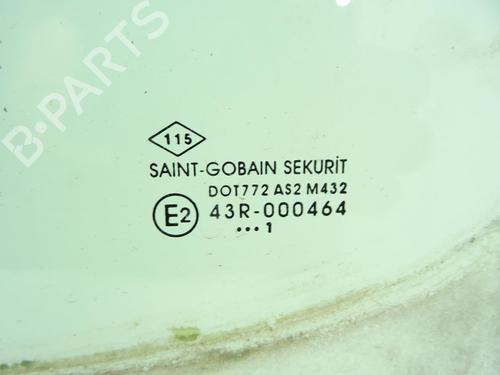 B-PARTS
115
SAINT-GOBAIN SEKURIT
DOT772 AS2 M432
E2 43R-000464
•••1